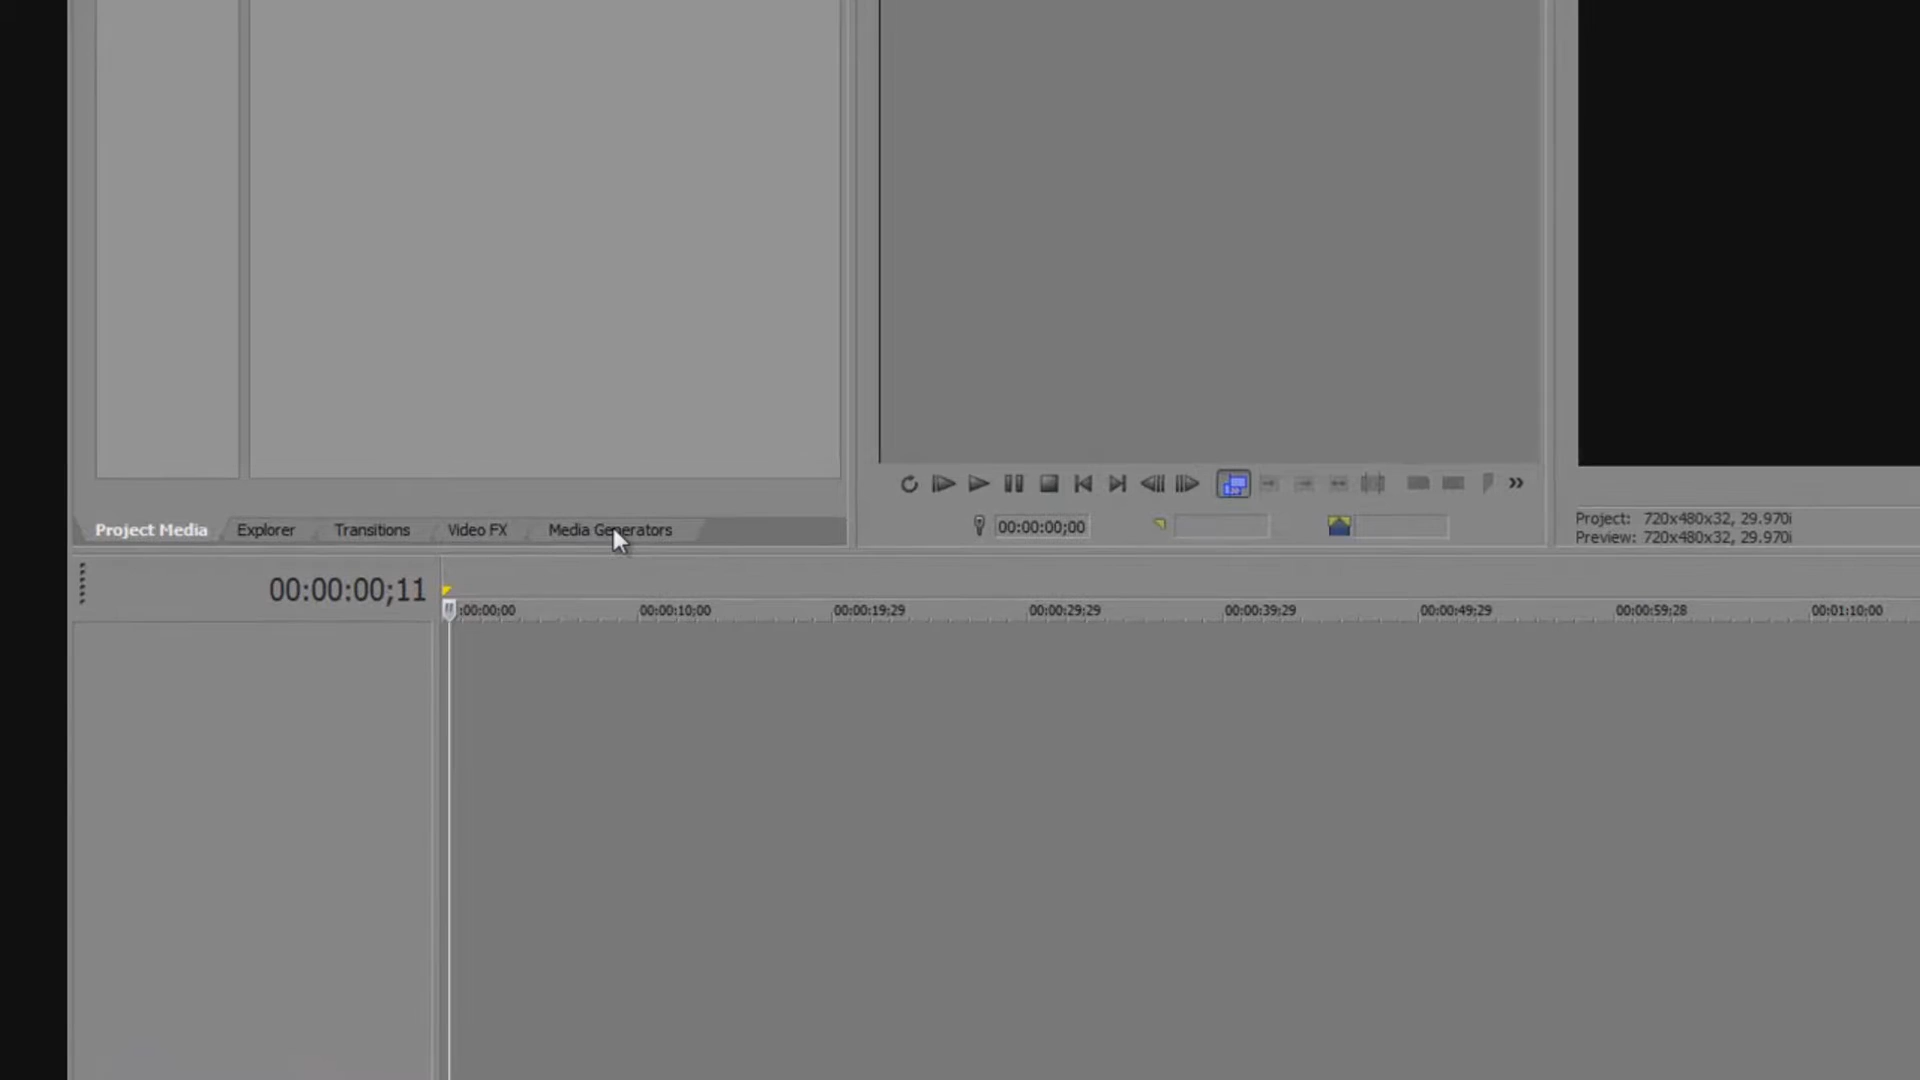 Project Media Explorer Transitions Video FX Media Generators
00:00:00;00
Project: 720x480x32, 29.970i
Preview: 720x480x32, 29.970i
00:00:00;11
:00:00;00 00:00:10;00 00:00:19;29 00:00:29;29 00:00:39;29 00:00:49;29 00:00:59;28 00:01:10;00